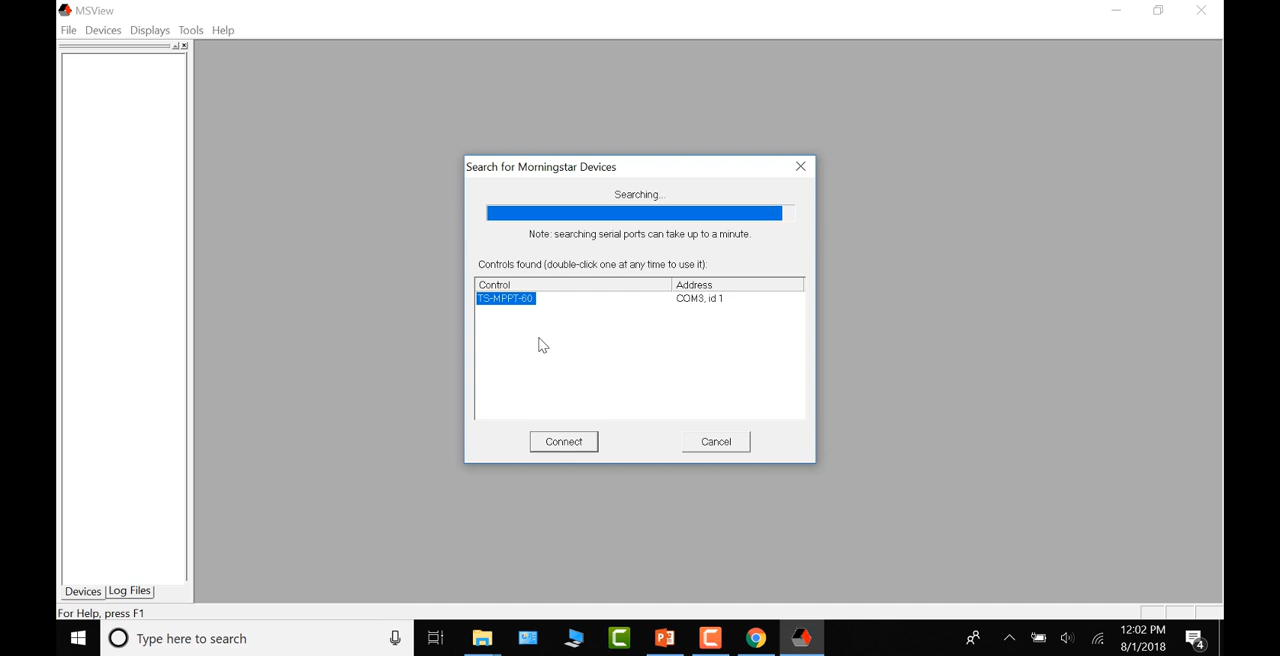 MSView
File Devices Displays Tools Help
Search for Morningstar Devices
Searching...
Note: searching serial ports can take up to a minute.
Controls found (double-click one at any time to use it):
Control Address
TS-MPPT-60 COM3, id 1
Connect Cancel
Devices Log Files
For Help, press F1
Type here to search
12:02 PM
8/1/2018
4